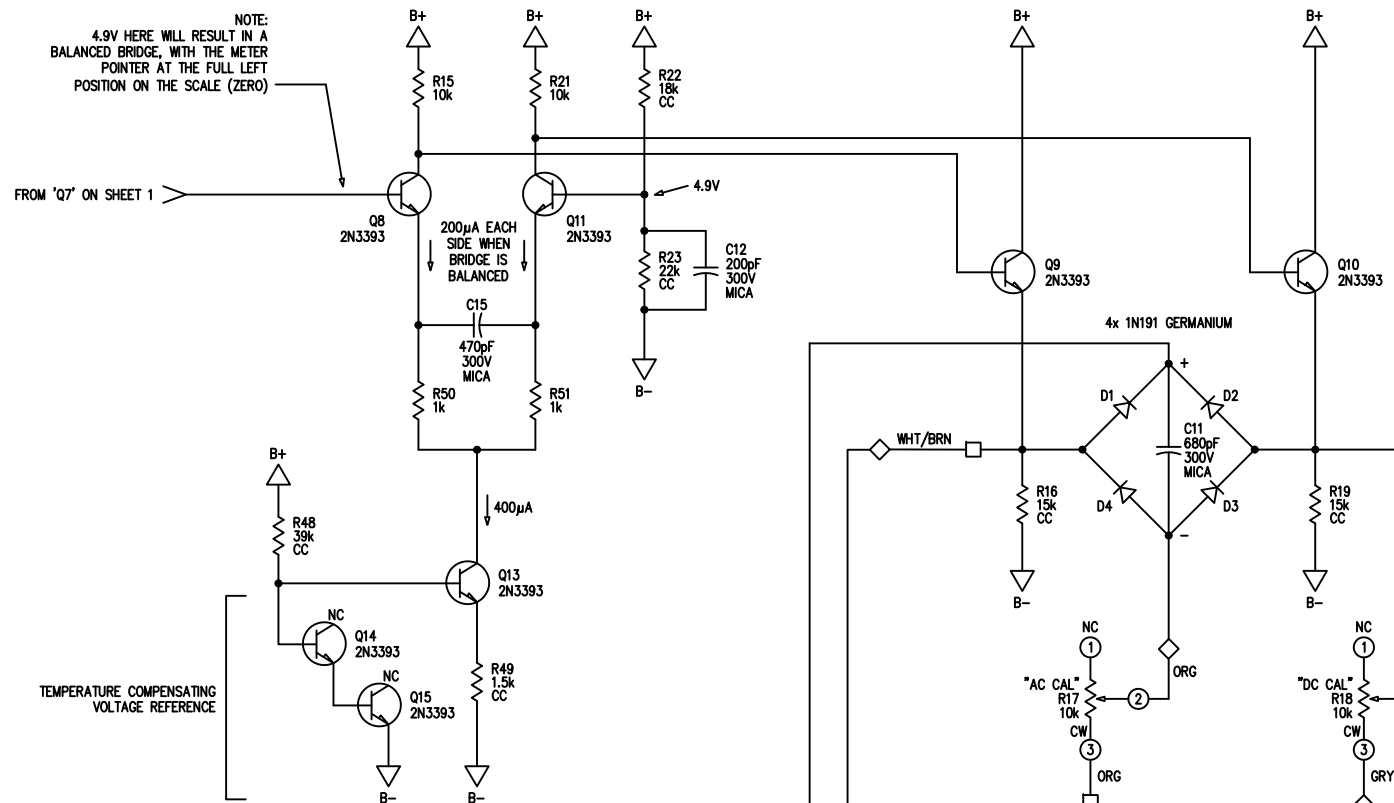 NOTE:
4.9V HERE WILL RESULT IN A
BALANCED BRIDGE, WITH THE METER
POINTER AT THE FULL LEFT
POSITION ON THE SCALE (ZERO)
B+
R15
10k
B+
R21
10k
B+
R22
18k
CC
B+
B+
FROM 'Q7' ON SHEET 1
Q8
2N3393
200µA EACH
SIDE WHEN
BRIDGE IS
BALANCED
Q11
2N3393
4.9V
R23
22k
CC
C12
200pF
300V
MICA
B-
Q9
2N3393
Q10
2N3393
C15
470pF
300V
MICA
R50
1k
R51
1k
4x 1N191 GERMANIUM
+
D1
D2
C11
680pF
300V
MICA
D4
D3
-
WHT/BRN
R16
15k
CC
B-
R19
15k
CC
B-
B+
R48
39k
CC
400µA
Q13
2N3393
NC
Q14
2N3393
NC
Q15
2N3393
R49
1.5k
CC
TEMPERATURE COMPENSATING
VOLTAGE REFERENCE
B-
B-
NC
1
"AC CAL"
R17
10k
2
ORG
CW
3
ORG
NC
1
"DC CAL"
R18
10k
CW
3
GRY